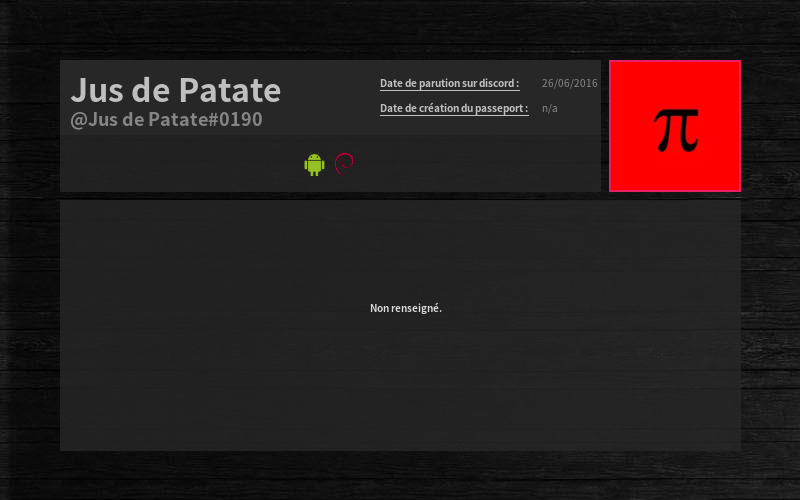 Jus de Patate
@Jus de Patate#0190
Date de parution sur discord : 26/06/2016
Date de création du passeport : n/a
π
Non renseigné.